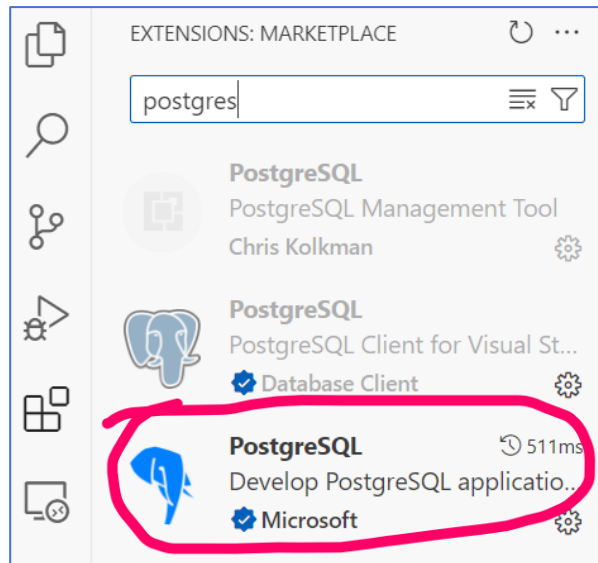 EXTENSIONS: MARKETPLACE
postgres
PostgreSQL
PostgreSQL Management Tool
Chris Kolkman
PostgreSQL
PostgreSQL Client for Visual St...
Database Client
PostgreSQL 511ms
Develop PostgreSQL applicatio...
Microsoft